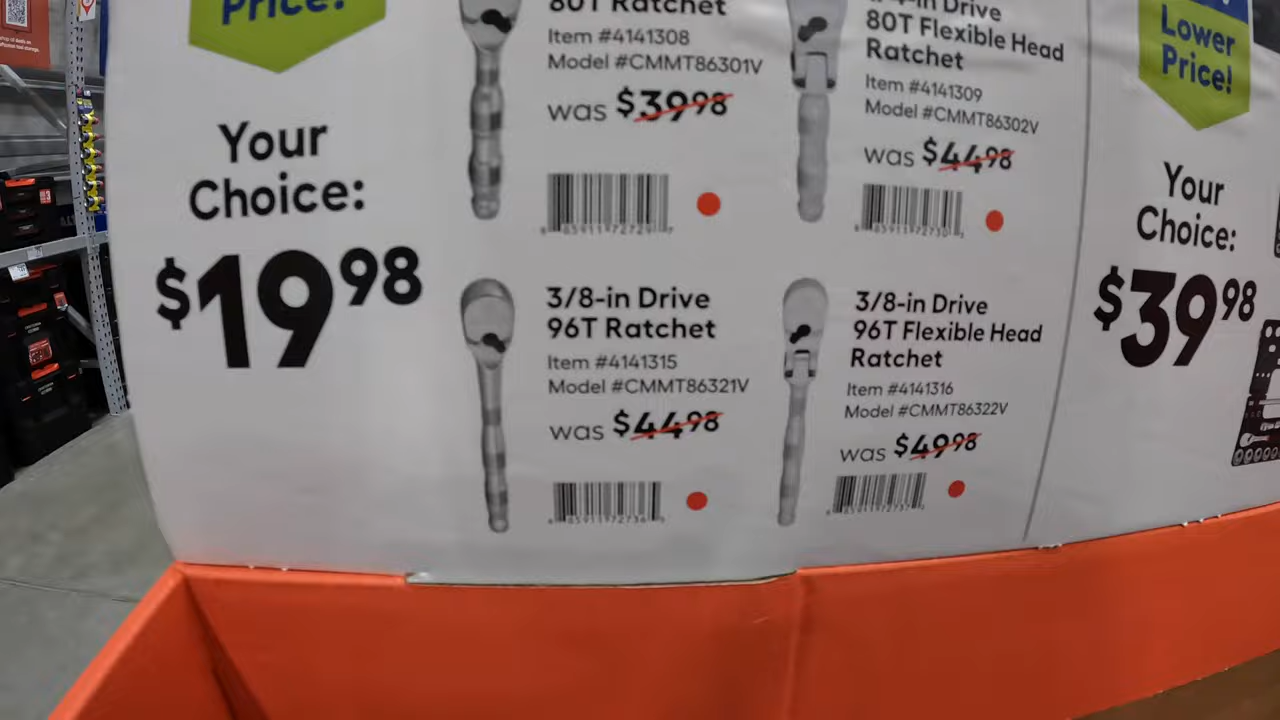 Price!
Your
Choice:
$19 98
80T Ratchet
Item #4141308
Model #CMMT86301V
was $39 98
in Drive
80T Flexible Head
Ratchet
Item #4141309
Model #CMMT86302V
was $44 98
3/8-in Drive
96T Ratchet
Item #4141315
Model #CMMT86321V
was $44 98
3/8-in Drive
96T Flexible Head
Ratchet
Item #4141316
Model #CMMT86322V
was $49 98
Lower
Price!
Your
Choice:
$39 98